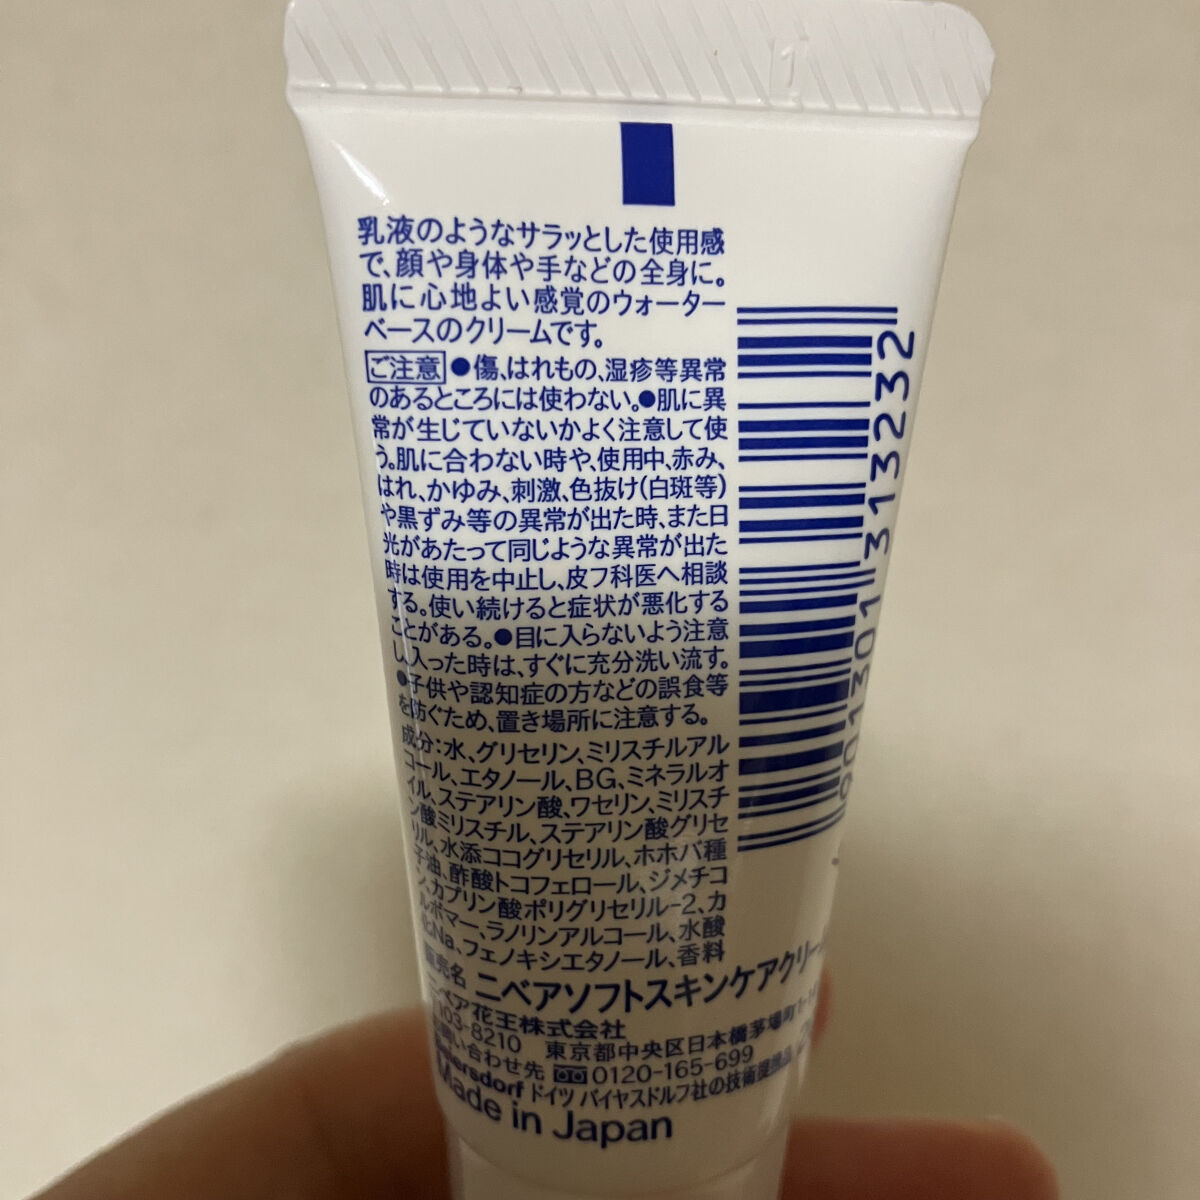 乳液のようなサラッとした使用感
で、顔や身体や手などの全身に。
肌に心地よい感覚のウォーター
ベースのクリームです。
ご注意 ●傷、はれもの、湿疹等異常
のあるところには使わない。●肌に異
常が生じていないかよく注意して使
う。肌に合わない時や、使用中、赤み、
はれ、かゆみ、刺激、色抜け(白斑等)
や黒ずみ等の異常が出た時、また日
光があたって同じような異常が出た
時は使用を中止し、皮フ科医へ相談
する。使い続けると症状が悪化する
ことがある。●目に入らないよう注意
し、入った時は、すぐに充分洗い流す。
●子供や認知症の方などの誤食等
を防ぐため、置き場所に注意する。
成分：水、グリセリン、ミリスチルアル
コール、エタノール、BG、ミネラルオ
イル、ステアリン酸、ワセリン、ミリスチ
ン酸ミリスチル、ステアリン酸グリセ
リル、水添ココグリセリル、ホホバ種
子油、酢酸トコフェロール、ジメチコ
ン、カプリン酸ポリグリセリル-2、カ
ルボマー、ラノリンアルコール、水酸
化Na、フェノキシエタノール、香料
販売名 ニベアソフトスキンケアクリーム
ニベア花王株式会社
〒103-8210 東京都中央区日本橋茅場町1-14
お問い合わせ先 0120-165-699
Beiersdorf ドイツ バイヤスドルフ社の技術提携品
Made in Japan
4901301313232